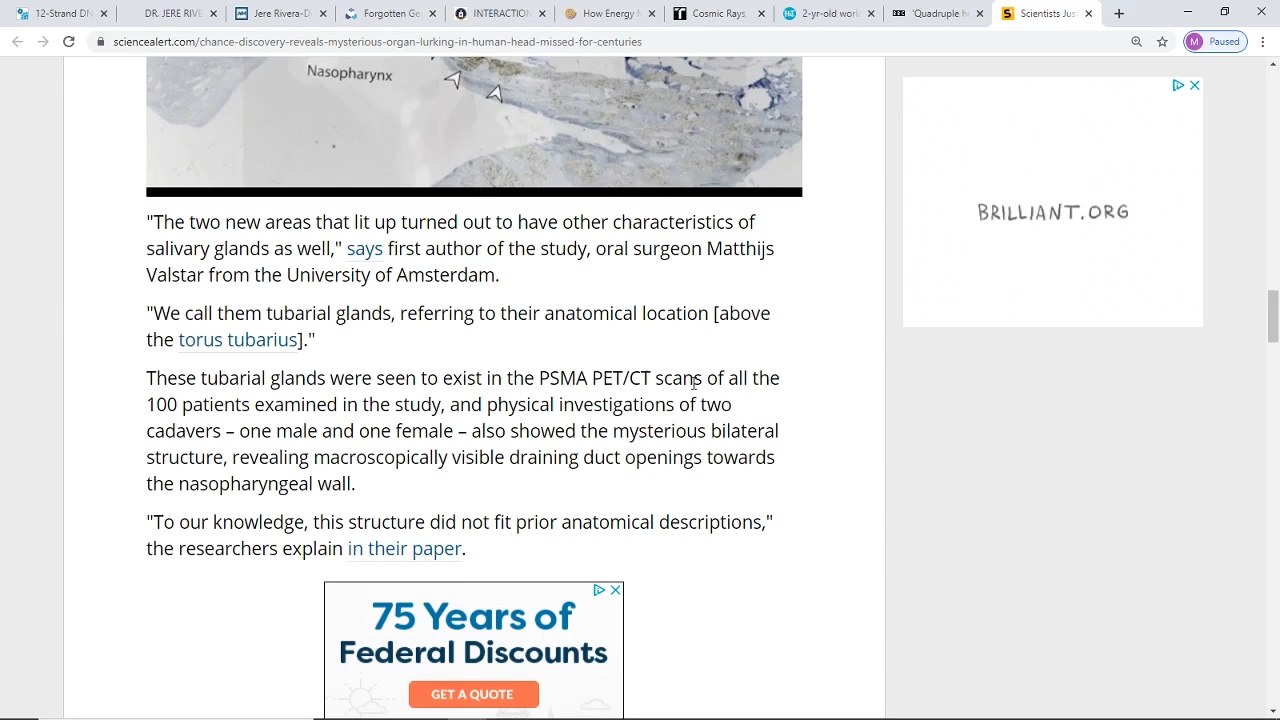 12-Strand DN
DR. JERE RIVE
Jere Rivera-D
Forgotten Ge
INTERACTION
How Energy M
Cosmic Rays
2-yr-old work
'Quadruple be
Scientists Jus
sciencealert.com/chance-discovery-reveals-mysterious-organ-lurking-in-human-head-missed-for-centuries
M Paused
Nasopharynx
BRILLIANT.ORG
"The two new areas that lit up turned out to have other characteristics of
salivary glands as well," says first author of the study, oral surgeon Matthijs
Valstar from the University of Amsterdam.
"We call them tubarial glands, referring to their anatomical location [above
the torus tubarius]."
These tubarial glands were seen to exist in the PSMA PET/CT scans of all the
100 patients examined in the study, and physical investigations of two
cadavers – one male and one female – also showed the mysterious bilateral
structure, revealing macroscopically visible draining duct openings towards
the nasopharyngeal wall.
"To our knowledge, this structure did not fit prior anatomical descriptions,"
the researchers explain in their paper.
75 Years of
Federal Discounts
GET A QUOTE